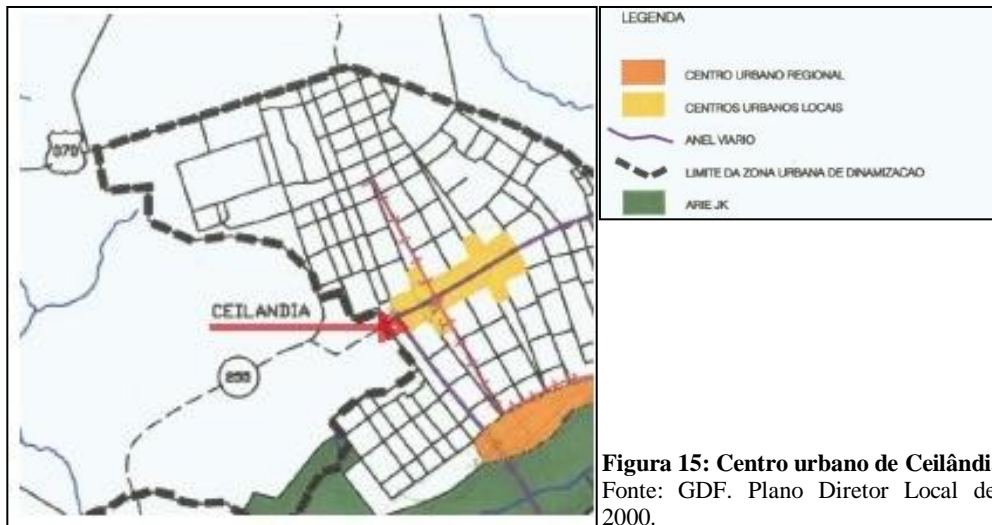 070
CEILANDIA
255
LEGENDA
CENTRO URBANO REGIONAL
CENTROS URBANOS LOCAIS
ANEL VIARIO
LIMITE DA ZONA URBANA DE DINAMIZACAO
ARIE JK
Figura 15: Centro urbano de Ceilândi
Fonte: GDF. Plano Diretor Local de
2000.